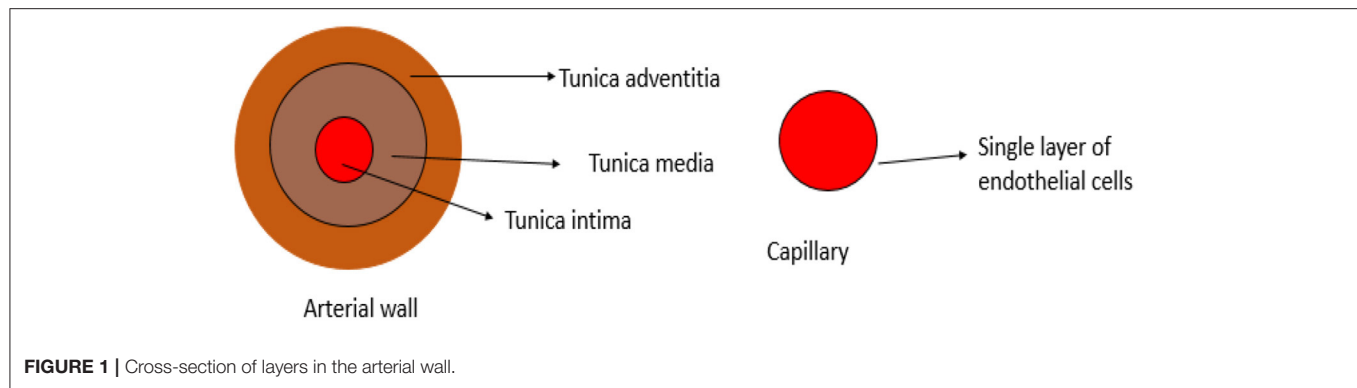 Tunica adventitia
Tunica media
Tunica intima
Arterial wall
Single layer of
endothelial cells
Capillary
FIGURE 1 | Cross-section of layers in the arterial wall.